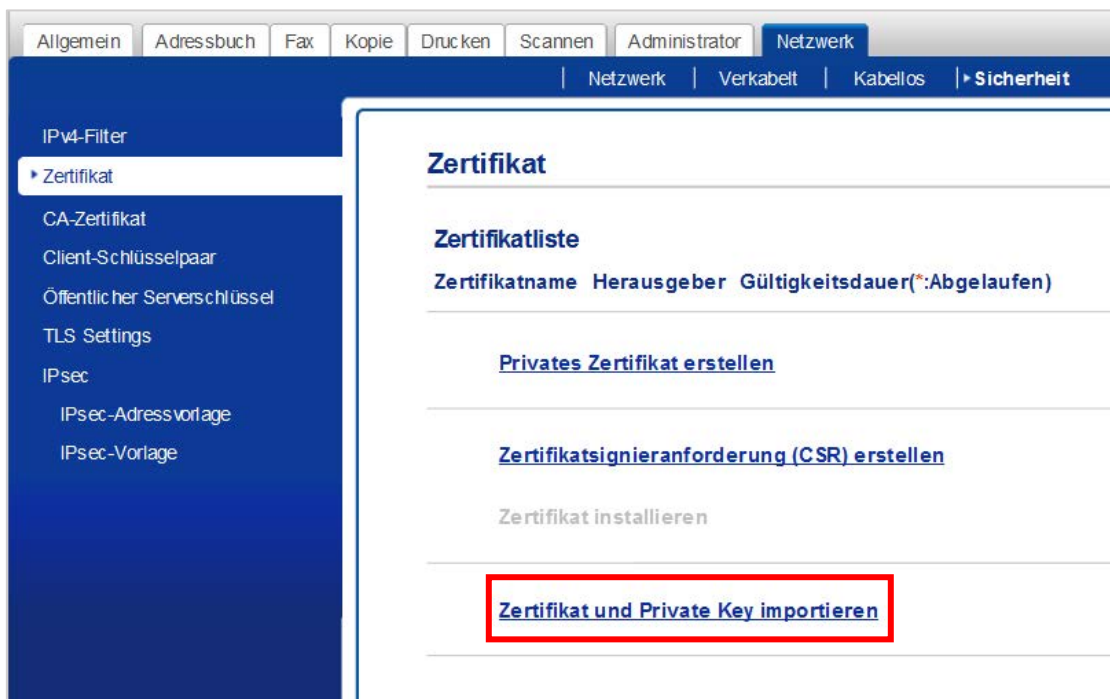 Allgemein Adressbuch Fax Kopie Drucken Scannen Administrator Netzwerk
Netzwerk Verkabelt Kabellos Sicherheit
IPv4-Filter
Zertifikat
CA-Zertifikat
Client-Schlüsselpaar
Öffentlicher Serverschlüssel
TLS Settings
IPsec
IPsec-Adressvorlage
IPsec-Vorlage
Zertifikat
Zertifikatliste
Zertifikatname Herausgeber Gültigkeitsdauer(*:Abgelaufen)
Privates Zertifikat erstellen
Zertifikatsignieranforderung (CSR) erstellen
Zertifikat installieren
Zertifikat und Private Key importieren